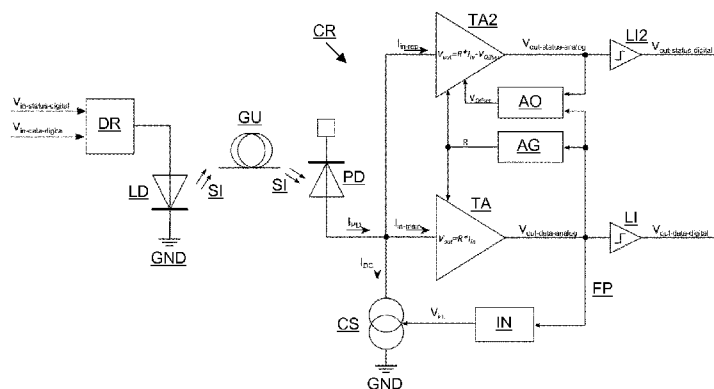 CR
TA2
I_in-rep
V_out=R*I_in-V_Offset
V_out-status-analog
LI2
V_out-status-digital
V_in-status-digital
V_in-data-digital
DR
GU
V_Offset
AO
R
AG
LD
SI
SI
PD
TA
I_PD
I_in-main
V_out=R*I_in
V_out-data-analog
LI
V_out-data-digital
GND
I_DC
FP
CS
IN
GND